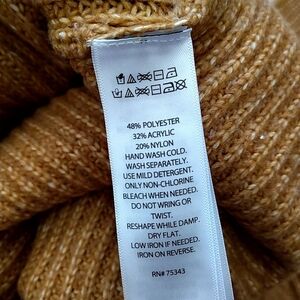 48% POLYESTER
32% ACRYLIC
20% NYLON
HAND WASH COLD.
WASH SEPARATELY.
USE MILD DETERGENT.
ONLY NON-CHLORINE
BLEACH WHEN NEEDED.
DO NOT WRING OR
TWIST.
RESHAPE WHILE DAMP.
DRY FLAT.
LOW IRON IF NEEDED.
IRON ON REVERSE.
RN# 75343